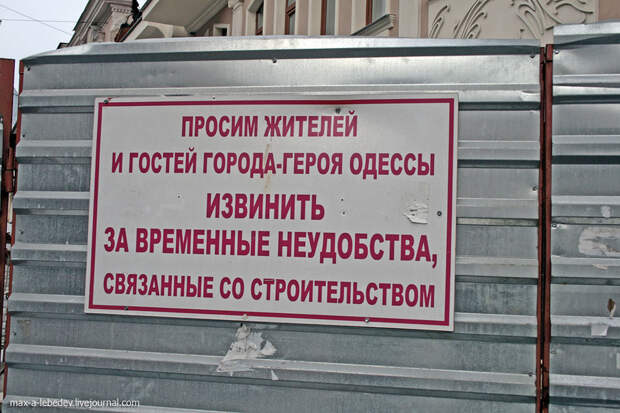 ПРОСИМ ЖИТЕЛЕЙ
И ГОСТЕЙ ГОРОДА-ГЕРОЯ ОДЕССЫ
ИЗВИНИТЬ
ЗА ВРЕМЕННЫЕ НЕУДОБСТВА,
СВЯЗАННЫЕ СО СТРОИТЕЛЬСТВОМ
max-a-lebedev.livejournal.com